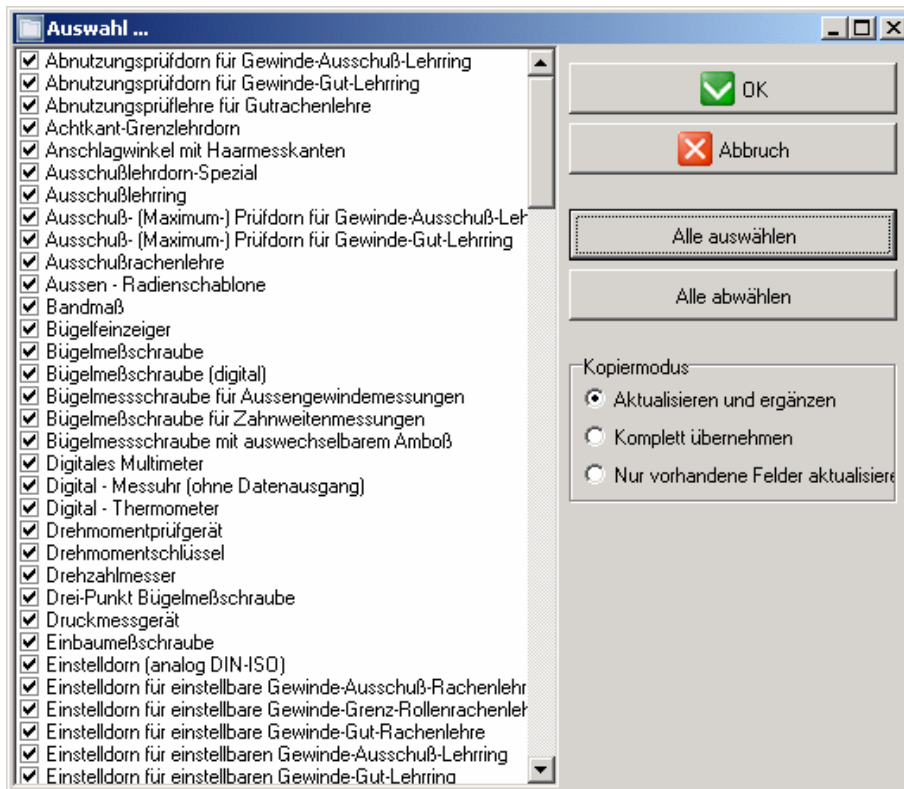 Auswahl ...
Abnutzungsprüfdorn für Gewinde-Ausschuß-Lehrring
Abnutzungsprüfdorn für Gewinde-Gut-Lehrring
Abnutzungsprüflehre für Gutrachenlehre
Achtkant-Grenzlehrdorn
Anschlagwinkel mit Haarmesskanten
Ausschußlehrdorn-Spezial
Ausschußlehrring
Ausschuß- (Maximum-) Prüfdorn für Gewinde-Ausschuß-Leh
Ausschuß- (Maximum-) Prüfdorn für Gewinde-Gut-Lehrring
Ausschußrachenlehre
Aussen - Radienschablone
Bandmaß
Bügelfeinzeiger
Bügelmeßschraube
Bügelmeßschraube (digital)
Bügelmessschraube für Aussengewindemessungen
Bügelmeßschraube für Zahnweitenmessungen
Bügelmessschraube mit auswechselbarem Amboß
Digitales Multimeter
Digital - Messuhr (ohne Datenausgang)
Digital - Thermometer
Drehmomentprüfgerät
Drehmomentschlüssel
Drehzahlmesser
Drei-Punkt Bügelmeßschraube
Druckmessgerät
Einbaumeßschraube
Einstelldorn (analog DIN-ISO)
Einstelldorn für einstellbare Gewinde-Ausschuß-Rachenlehr
Einstelldorn für einstellbare Gewinde-Grenz-Rollenrachenleh
Einstelldorn für einstellbare Gewinde-Gut-Rachenlehre
Einstelldorn für einstellbaren Gewinde-Ausschuß-Lehrring
Einstelldorn für einstellbaren Gewinde-Gut-Lehrring
OK
Abbruch
Alle auswählen
Alle abwählen
Kopiermodus
Aktualisieren und ergänzen
Komplett übernehmen
Nur vorhandene Felder aktualisiere